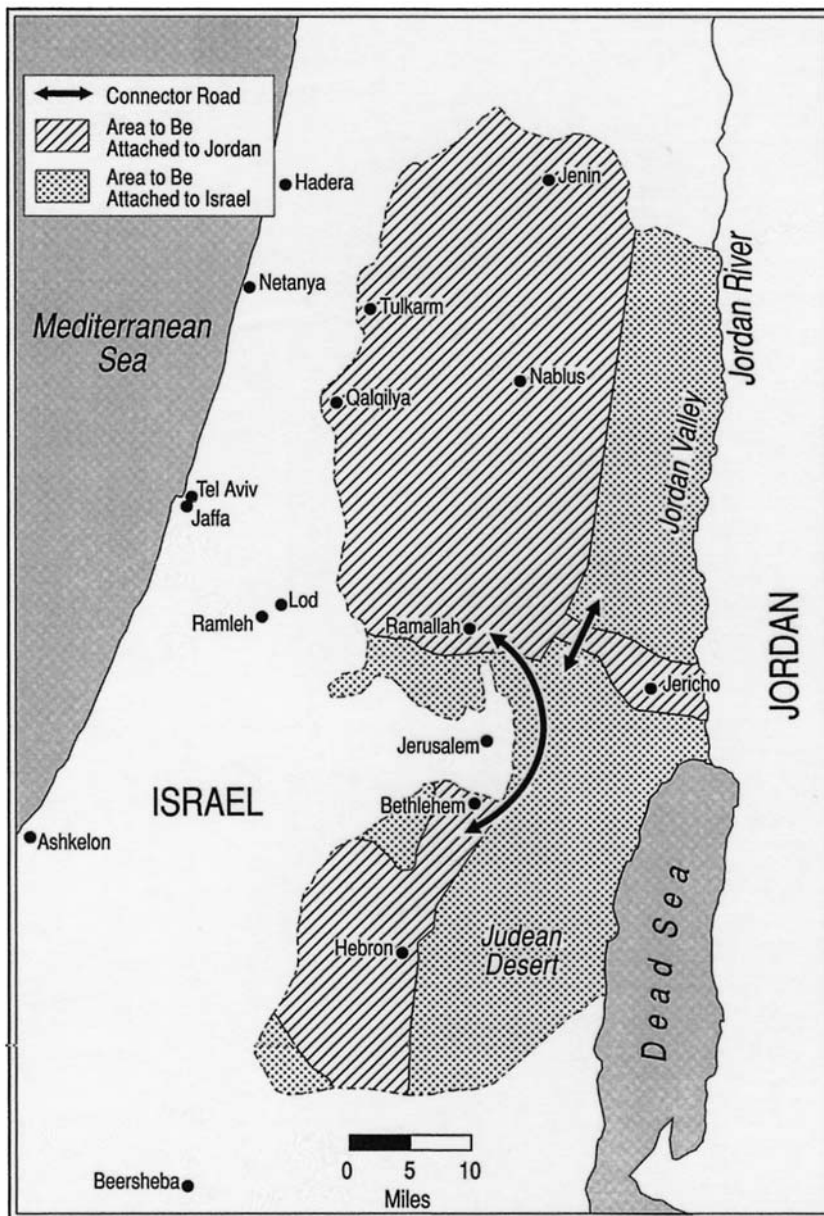 Connector Road
Area to Be
Attached to Jordan
Area to Be
Attached to Israel
Hadera
Jenin
Netanya
Tulkarm
Mediterranean
Sea
Jordan River
Nablus
Qalqilya
Jordan Valley
Tel Aviv
Jaffa
Lod
Ramleh
Ramallah
JORDAN
Jericho
Jerusalem
ISRAEL
Bethlehem
Ashkelon
Hebron
Judean
Desert
Dead Sea
0 5 10
Miles
Beersheba